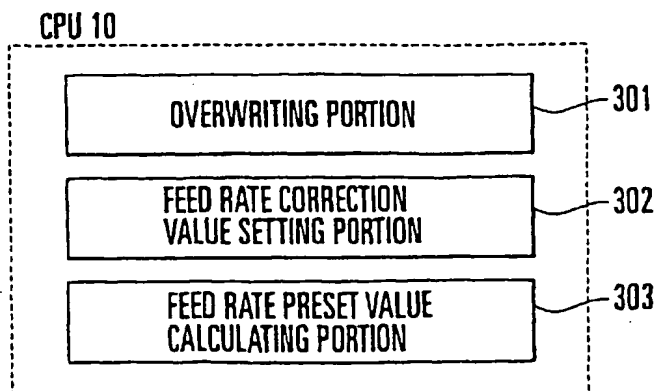 CPU 10
OVERWRITING PORTION
301
FEED RATE CORRECTION
VALUE SETTING PORTION
302
FEED RATE PRESET VALUE
CALCULATING PORTION
303